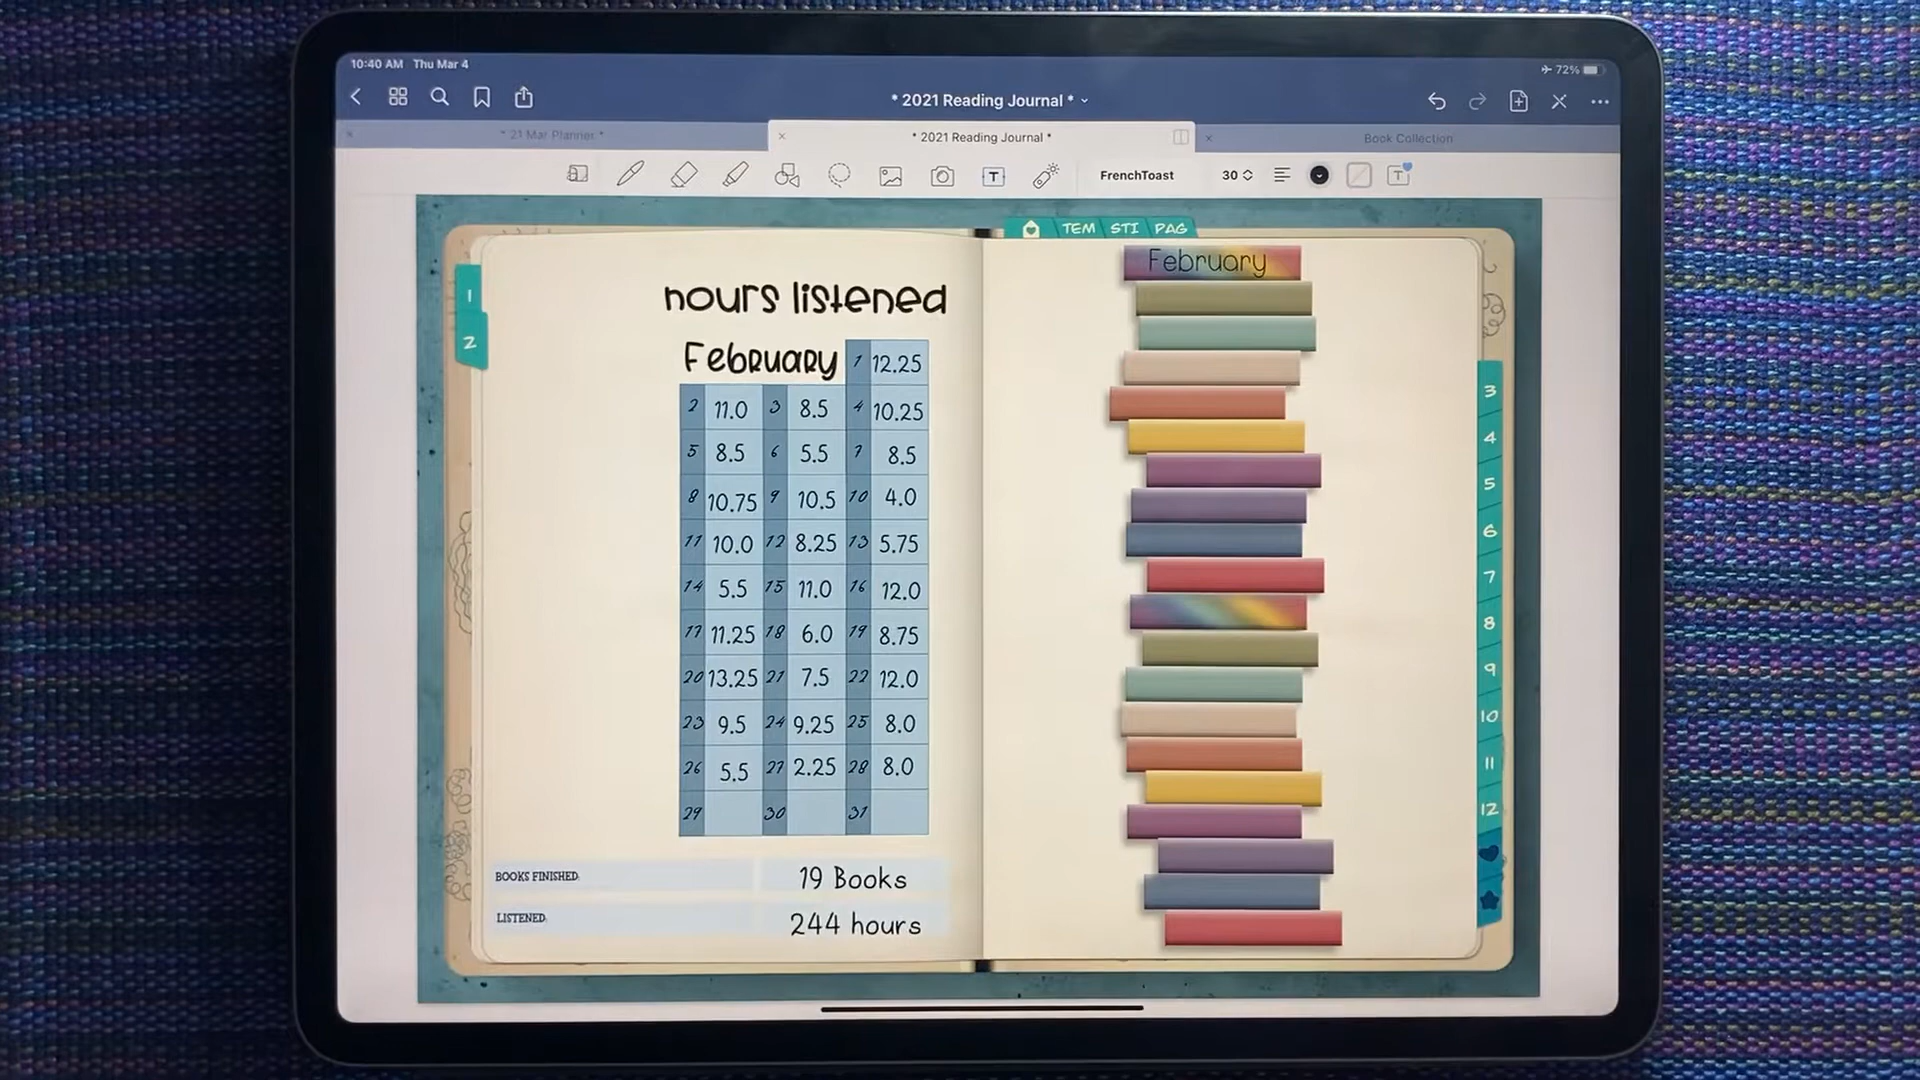 10:40 AM Thu Mar 4
72%
* 2021 Reading Journal *
* 21 Mar Planner *
* 2021 Reading Journal *
Book Collection
T
FrenchToast
30
T
TEM STI PAG
1
2
hours listened
February 1 12.25
2 11.0 3 8.5 4 10.25
5 8.5 6 5.5 7 8.5
8 10.75 9 10.5 10 4.0
11 10.0 12 8.25 13 5.75
14 5.5 15 11.0 16 12.0
17 11.25 18 6.0 19 8.75
20 13.25 21 7.5 22 12.0
23 9.5 24 9.25 25 8.0
26 5.5 27 2.25 28 8.0
29 30 31
BOOKS FINISHED: 19 Books
LISTENED: 244 hours
February
3
4
5
6
7
8
9
10
11
12